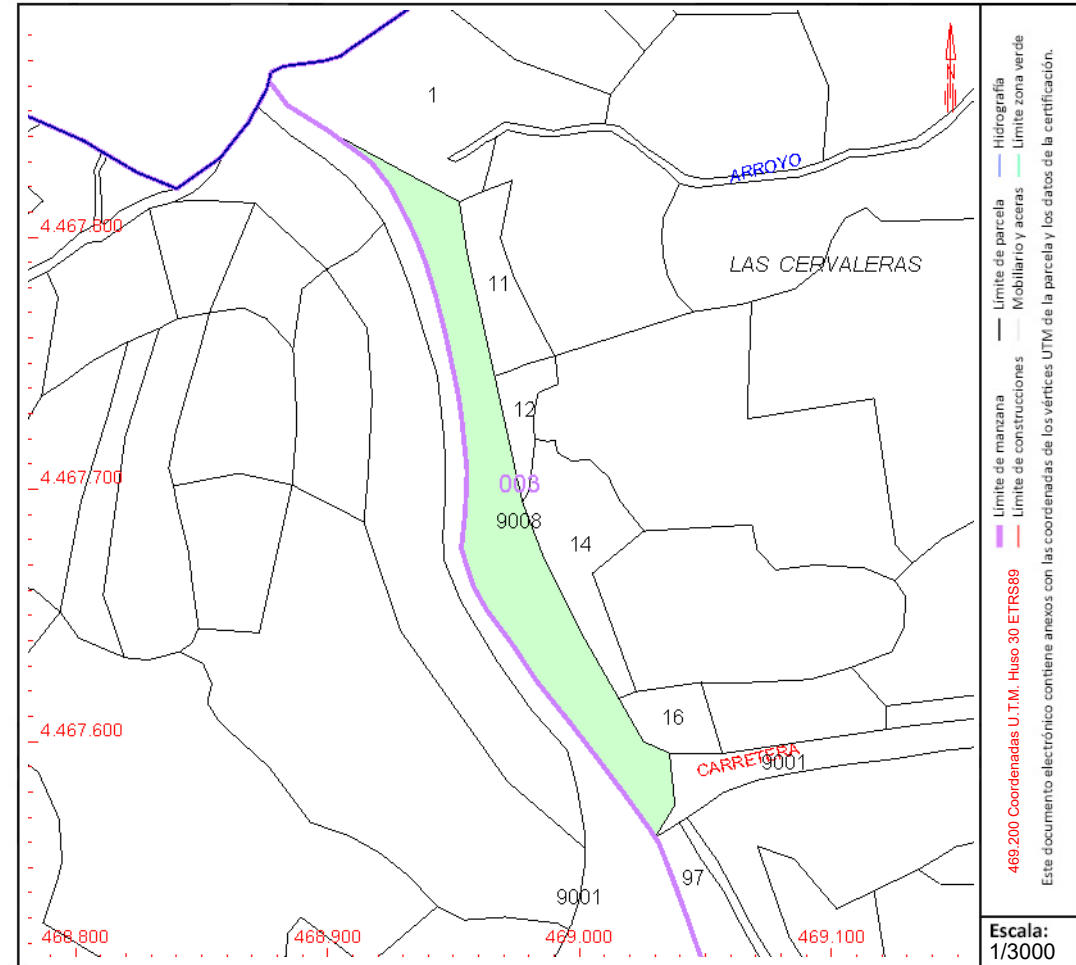 1
N
ARROYO
4.467.800
LAS CERVALERAS
11
12
4.467.700
003
9008
14
16
4.467.600
CARRETERA
9001
97
9001
468.800
468.900
469.000
469.100
Hidrografía
Límite zona verde
Límite de parcela
Mobiliario y aceras
Límite de manzana
Límite de construcciones
469.200 Coordenadas U.T.M. Huso 30 ETRS89
Este documento electrónico contiene anexos con las coordenadas de los vértices UTM de la parcela y los datos de la certificación.
Escala:
1/3000